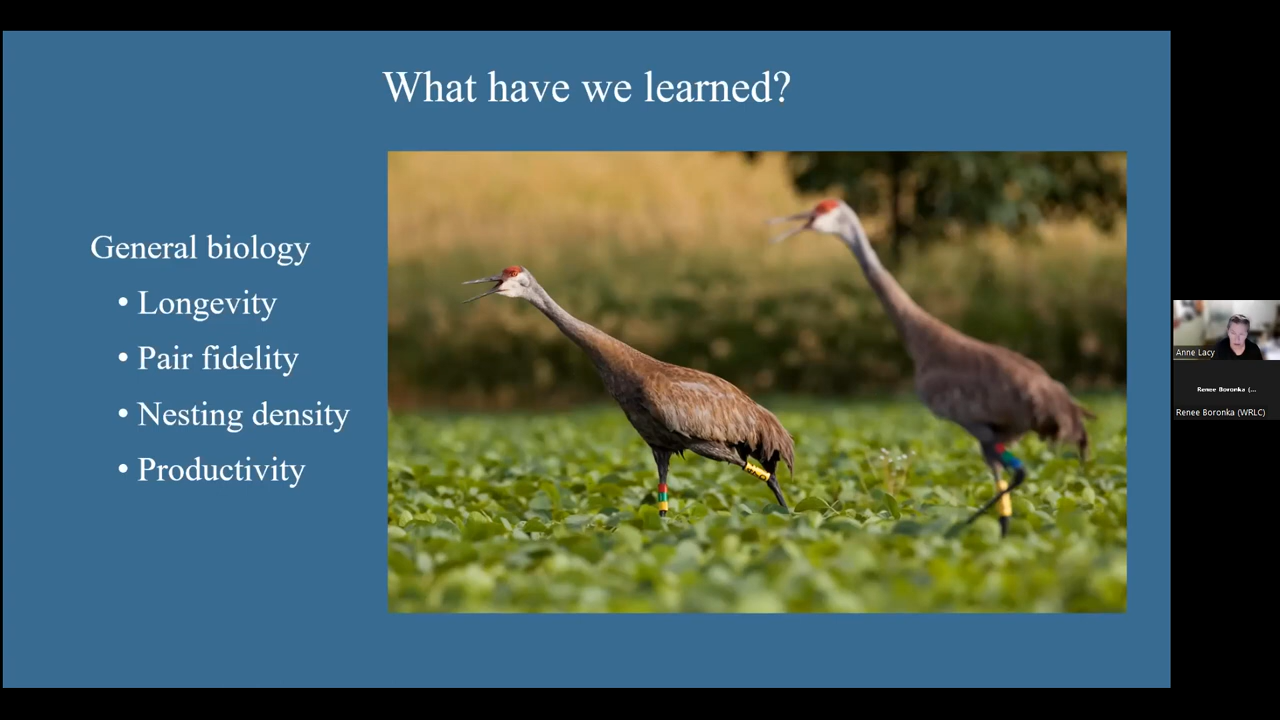 What have we learned?
General biology
• Longevity
• Pair fidelity
• Nesting density
• Productivity
Anne Lacy
Renee Boronka (...
Renee Boronka (WRLC)